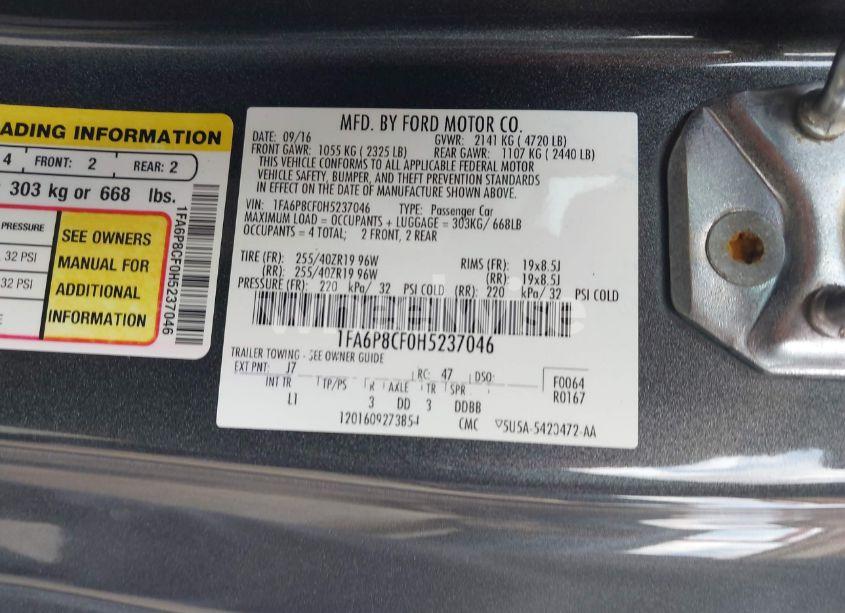 ADING INFORMATION
4 FRONT: 2 REAR: 2
303 kg or 668 lbs.
PRESSURE
32 PSI
32 PSI
SEE OWNERS
MANUAL FOR
ADDITIONAL
INFORMATION
1FA6P8CF0H5237046
MFD. BY FORD MOTOR CO.
DATE: 09/16 GVWR: 2141 KG ( 4720 LB)
FRONT GAWR: 1055 KG ( 2325 LB) REAR GAWR: 1107 KG ( 2440 LB)
THIS VEHICLE CONFORMS TO ALL APPLICABLE FEDERAL MOTOR
VEHICLE SAFETY, BUMPER, AND THEFT PREVENTION STANDARDS
IN EFFECT ON THE DATE OF MANUFACTURE SHOWN ABOVE.
VIN: 1FA6P8CF0H5237046 TYPE: Passenger Car
MAXIMUM LOAD = OCCUPANTS + LUGGAGE = 303KG/ 668LB
OCCUPANTS = 4 TOTAL; 2 FRONT, 2 REAR
TIRE (FR): 255/40ZR19 96W RIMS (FR): 19x8.5J
(RR): 255/40ZR19 96W (RR): 19x8.5J
PRESSURE (FR): 220 kPa/ 32 PSI COLD (RR): 220 kPa/ 32 PSI COLD
1FA6P8CF0H5237046
TRAILER TOWING - SEE OWNER GUIDE
EXT PNT: J7 RC: 47 DSO: F0064
INT TR TP/PS R AXLE TR SPR R0167
LI 3 DD 3 DDBB
1201609273854 CMC 5U5A-5420472-AA